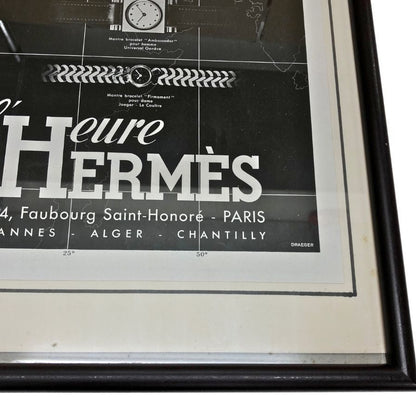 Montre bracelet "Ambassador"
pour homme
Universal Genève
Montre bracelet "Firmament"
pour dame
Jaeger - Le Coultre
l'Heure
HERMÈS
4, Faubourg Saint-Honoré - PARIS
ANNES - ALGER - CHANTILLY
DRAEGER
25°
50°